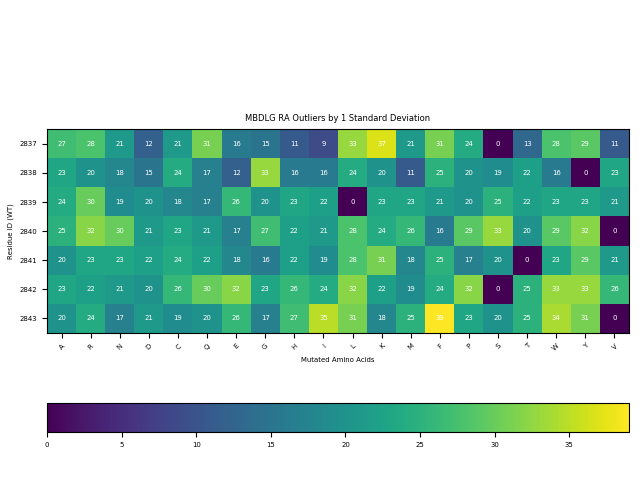 MBDLG RA Outliers by 1 Standard Deviation
Residue ID (WT)
2837 27 28 21 12 21 31 16 15 11 9 33 37 21 31 24 0 13 28 29 11
2838 23 20 18 15 24 17 12 33 16 16 24 20 11 25 20 19 22 16 0 23
2839 24 30 19 20 18 17 26 20 23 22 0 23 23 21 20 25 22 23 23 21
2840 25 32 30 21 23 21 17 27 22 21 28 24 26 16 29 33 20 29 32 0
2841 20 23 23 22 24 22 18 16 22 19 28 31 18 25 17 20 0 23 29 21
2842 23 22 21 20 26 30 32 23 26 24 32 22 19 24 32 0 25 33 33 26
2843 20 24 17 21 19 20 26 17 27 35 31 18 25 39 23 20 25 34 31 0
A R N D C Q E G H I L K M F P S T W Y V
Mutated Amino Acids
0 5 10 15 20 25 30 35